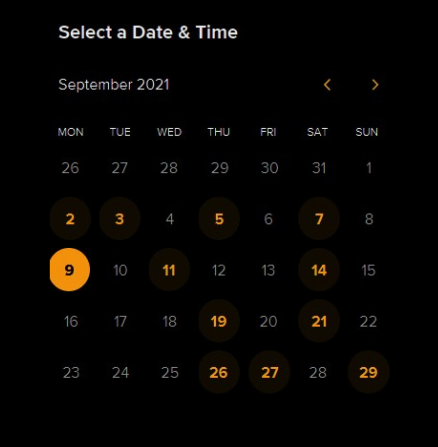 Select a Date & Time
September 2021
MON TUE WED THU FRI SAT SUN
26 27 28 29 30 31 1
2 3 4 5 6 7 8
9 10 11 12 13 14 15
16 17 18 19 20 21 22
23 24 25 26 27 28 29